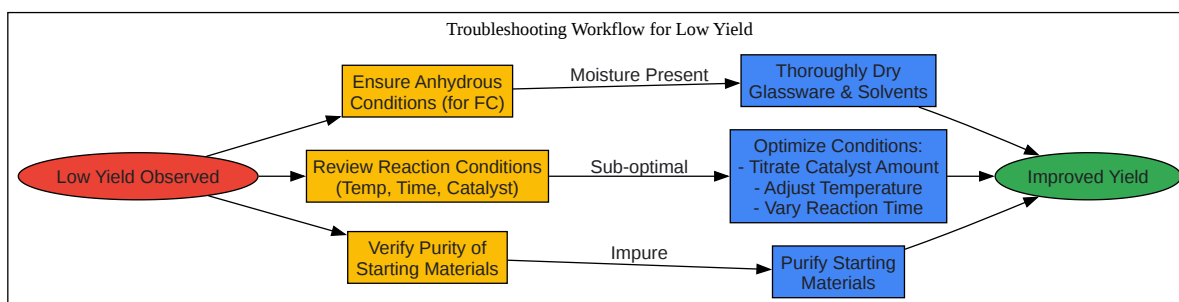 Troubleshooting Workflow for Low Yield
Ensure Anhydrous
Conditions (for FC)
Moisture Present
Thoroughly Dry
Glassware & Solvents
Low Yield Observed
Review Reaction Conditions
(Temp, Time, Catalyst)
Sub-optimal
Optimize Conditions:
- Titrate Catalyst Amount
- Adjust Temperature
- Vary Reaction Time
Improved Yield
Verify Purity of
Starting Materials
Impure
Purify Starting
Materials